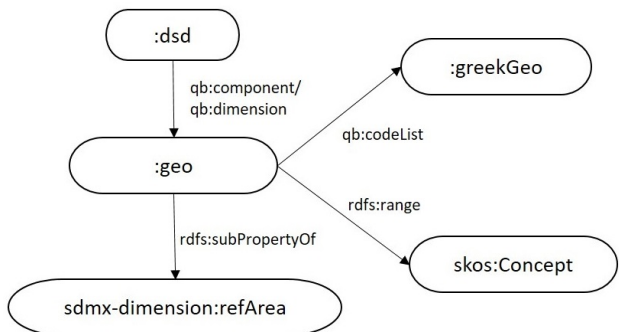 :dsd
:greekGeo
qb:component/
qb:dimension
qb:codeList
:geo
rdfs:range
rdfs:subPropertyOf
skos:Concept
sdmx-dimension:refArea